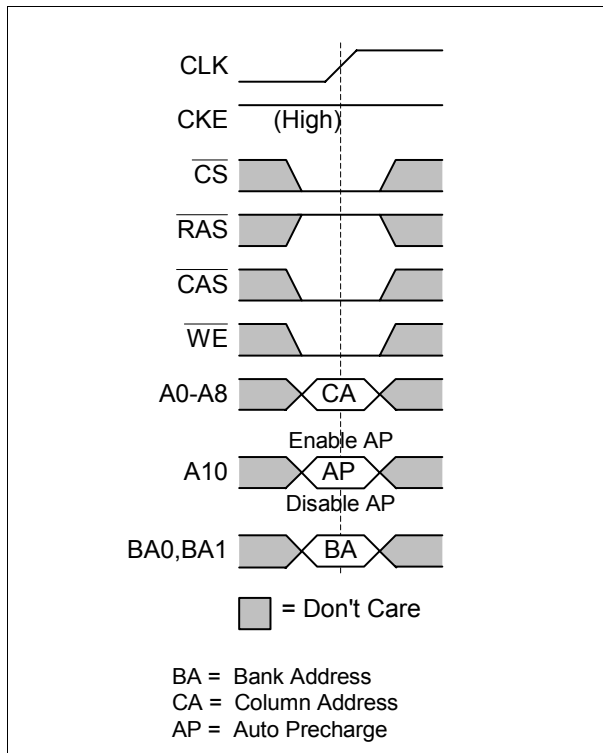 CLK
CKE (High)
CS
RAS
CAS
WE
A0-A8 CA
Enable AP
A10 AP
Disable AP
BA0,BA1 BA
= Don't Care
BA = Bank Address
CA = Column Address
AP = Auto Precharge